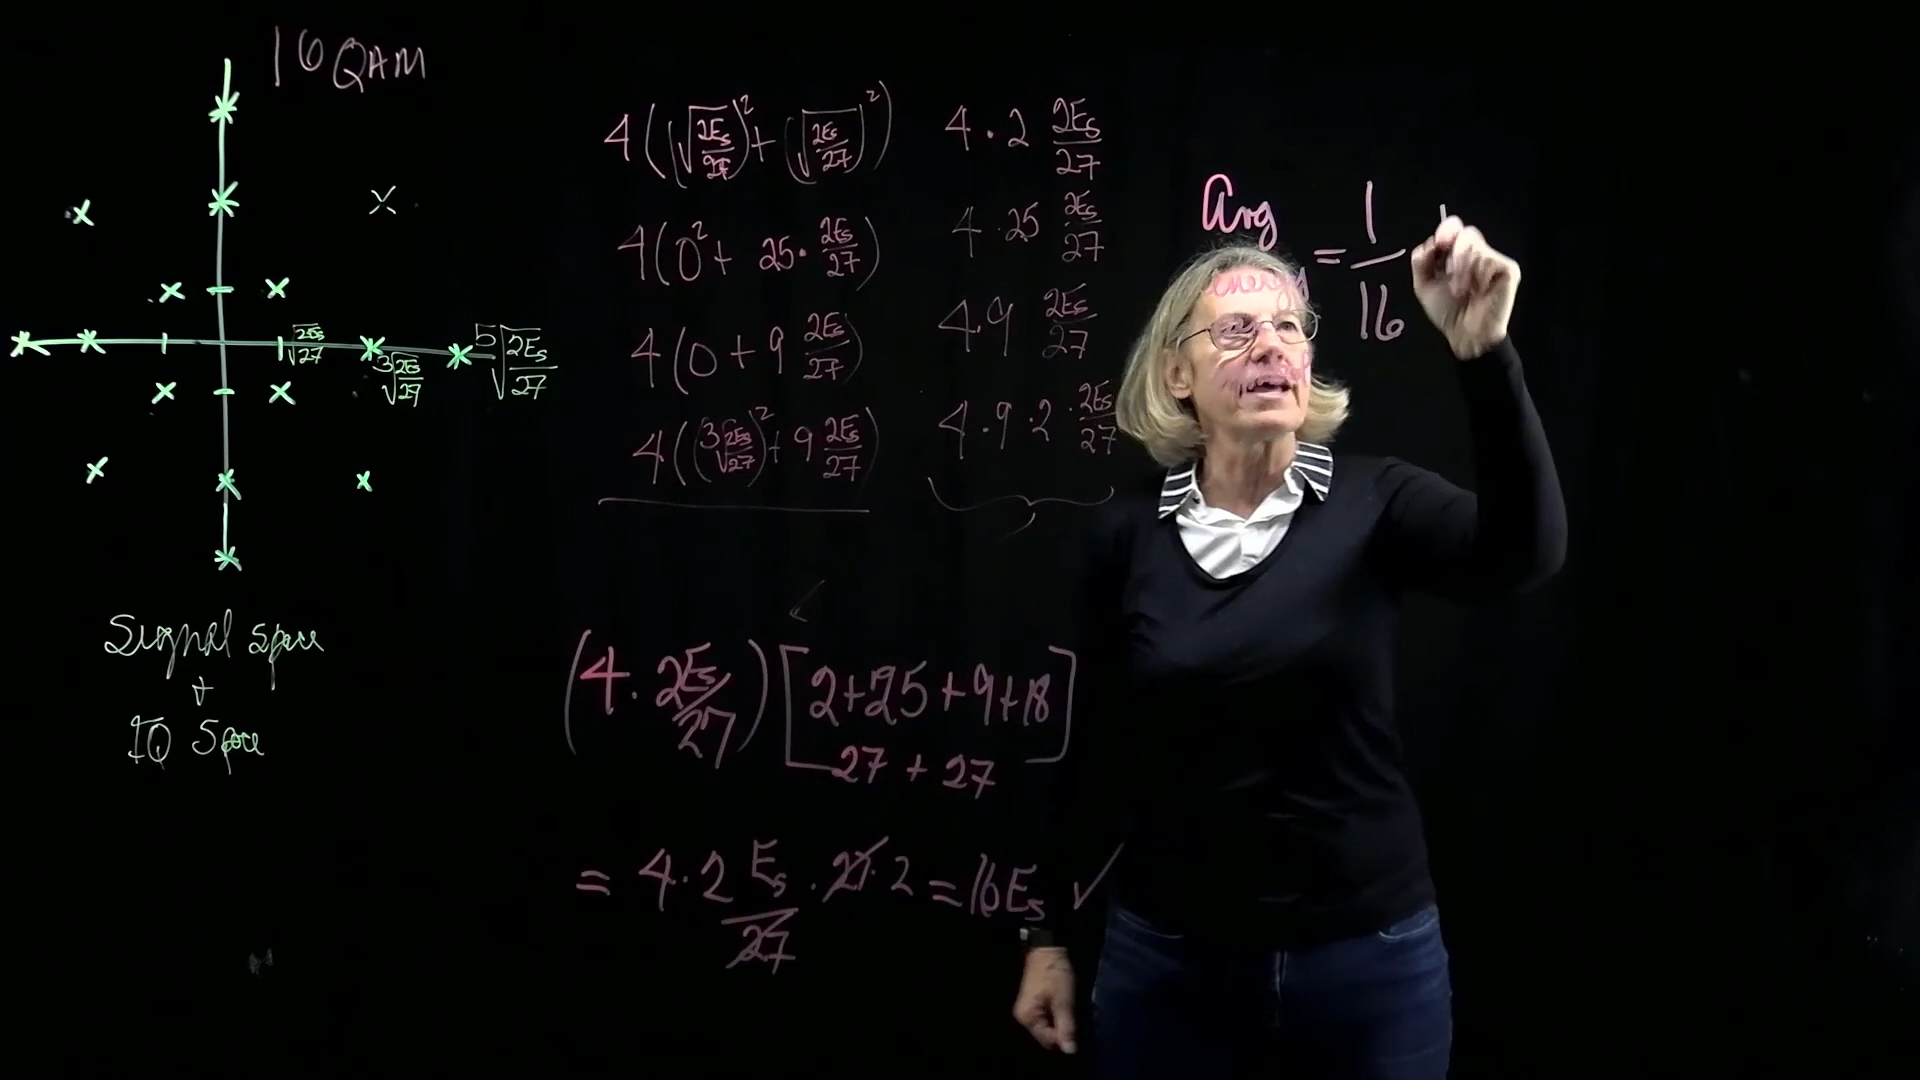 16 QAM
√(2Es/27)
3√(2Es/27)
5√(2Es/27)
Signal Space
+
IQ Space
4((√(2Es/27))² + (√(2Es/27))²)
4(0² + 25 · 2Es/27)
4(0 + 9 2Es/27)
4((3√(2Es/27))² + 9 2Es/27)
4 · 2 2Es/27
4 · 25 2Es/27
4 · 9 2Es/27
4 · 9 · 2 · 2Es/27
(4 · 2Es/27) [2+25+9+18]
27 + 27
= 4 · 2 Es/27 · 27 · 2 = 16Es ✓
Avg
energy = 1/16